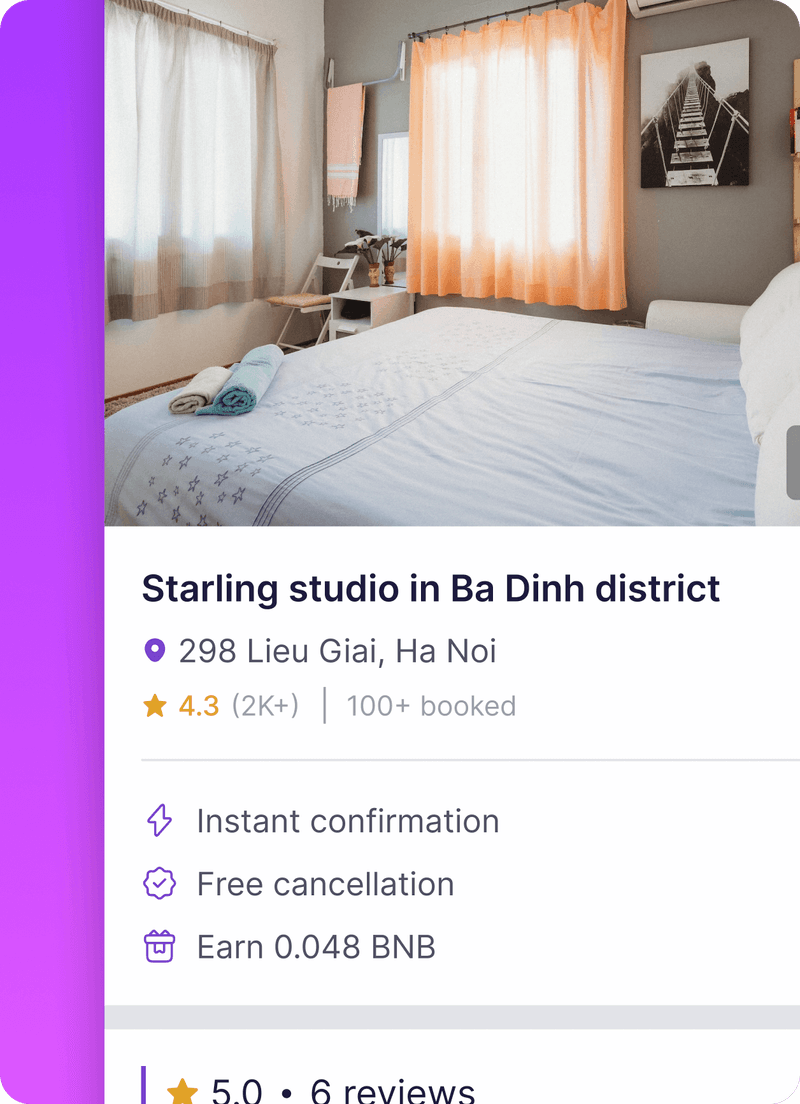 Starling studio in Ba Dinh district
298 Lieu Giai, Ha Noi
4.3 (2K+) | 100+ booked
Instant confirmation
Free cancellation
Earn 0.048 BNB
5.0 • 6 reviews